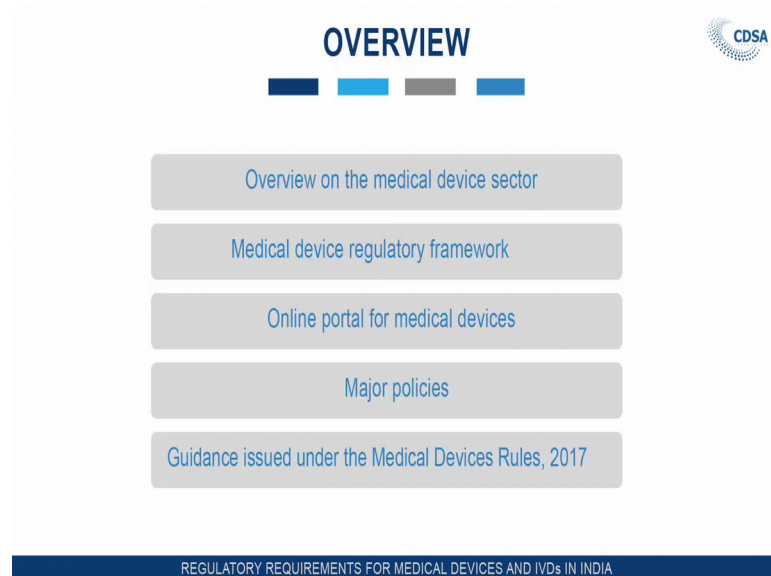 OVERVIEW
CDSA
Overview on the medical device sector
Medical device regulatory framework
Online portal for medical devices
Major policies
Guidance issued under the Medical Devices Rules, 2017
REGULATORY REQUIREMENTS FOR MEDICAL DEVICES AND IVDs IN INDIA